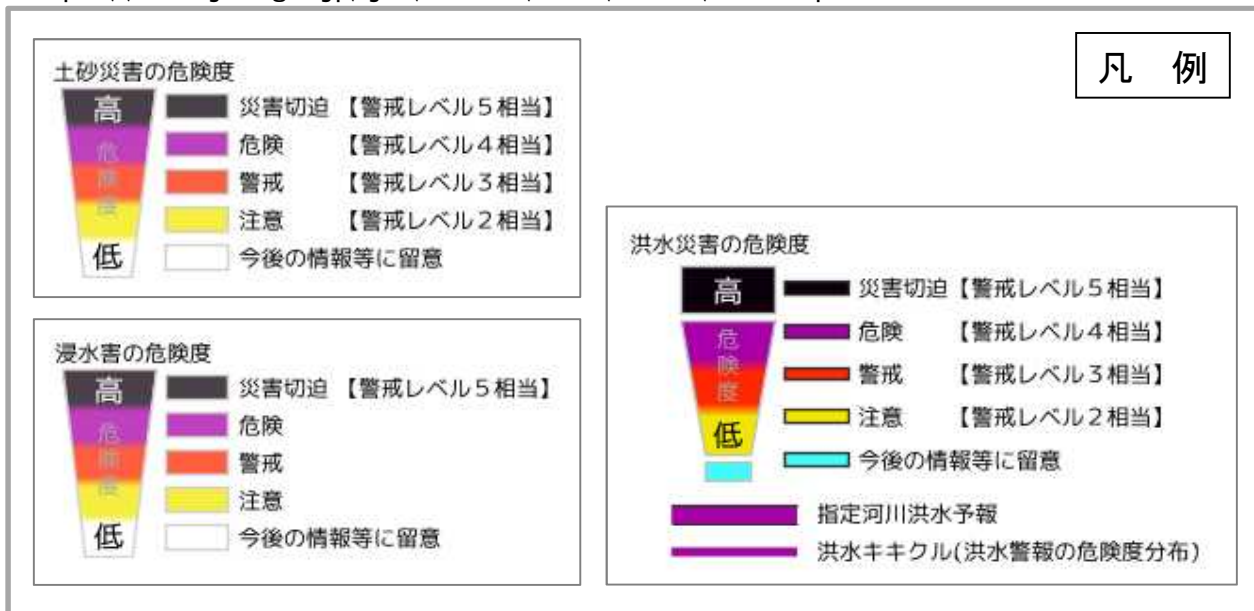 凡 例
土砂災害の危険度
高
危険度
低
災害切迫【警戒レベル5相当】
危険 【警戒レベル4相当】
警戒 【警戒レベル3相当】
注意 【警戒レベル2相当】
今後の情報等に留意
浸水害の危険度
高
危険度
低
災害切迫【警戒レベル5相当】
危険
警戒
注意
今後の情報等に留意
洪水災害の危険度
高
危険度
低
災害切迫【警戒レベル5相当】
危険 【警戒レベル4相当】
警戒 【警戒レベル3相当】
注意 【警戒レベル2相当】
今後の情報等に留意
指定河川洪水予報
洪水キキクル(洪水警報の危険度分布)